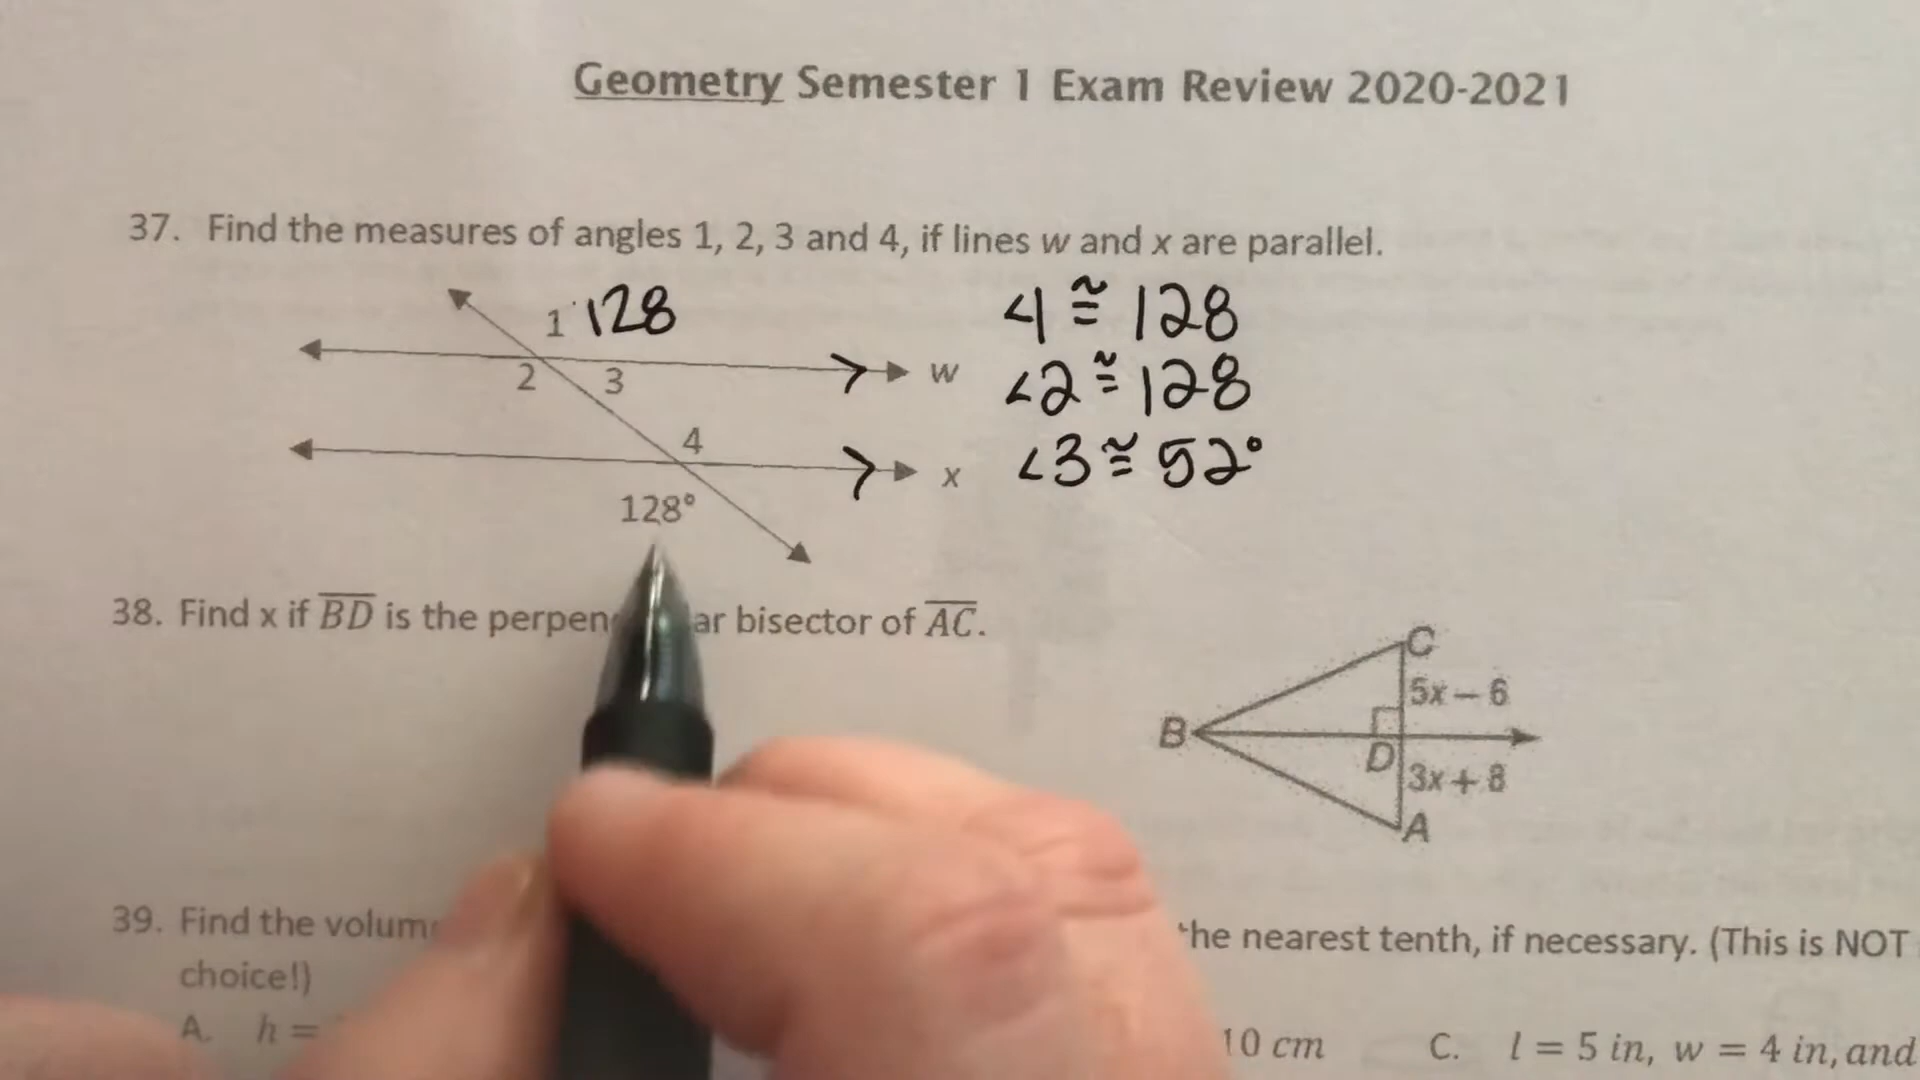 Geometry Semester 1 Exam Review 2020-2021
37. Find the measures of angles 1, 2, 3 and 4, if lines w and x are parallel.
1 128
2 3
w
4
x
128°
∠1 ≅ 128
∠2 ≅ 128
∠3 ≅ 52°
38. Find x if BD is the perpen ar bisector of AC.
C
5x – 6
B
D
3x + 8
A
39. Find the volum the nearest tenth, if necessary. (This is NOT
choice!)
A. h = 10 cm C. l = 5 in, w = 4 in, and